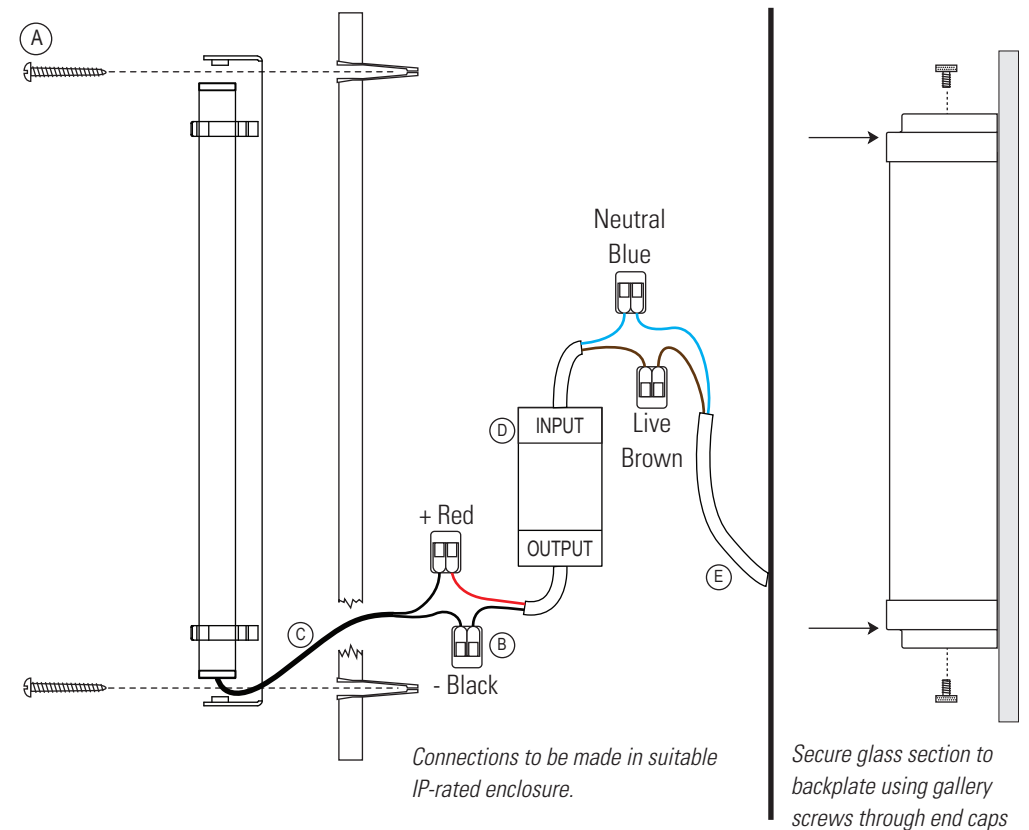 A
Neutral
Blue
INPUT
D
Live
Brown
+ Red
OUTPUT
E
C
B
- Black
Connections to be made in suitable
IP-rated enclosure.
Secure glass section to
backplate using gallery
screws through end caps